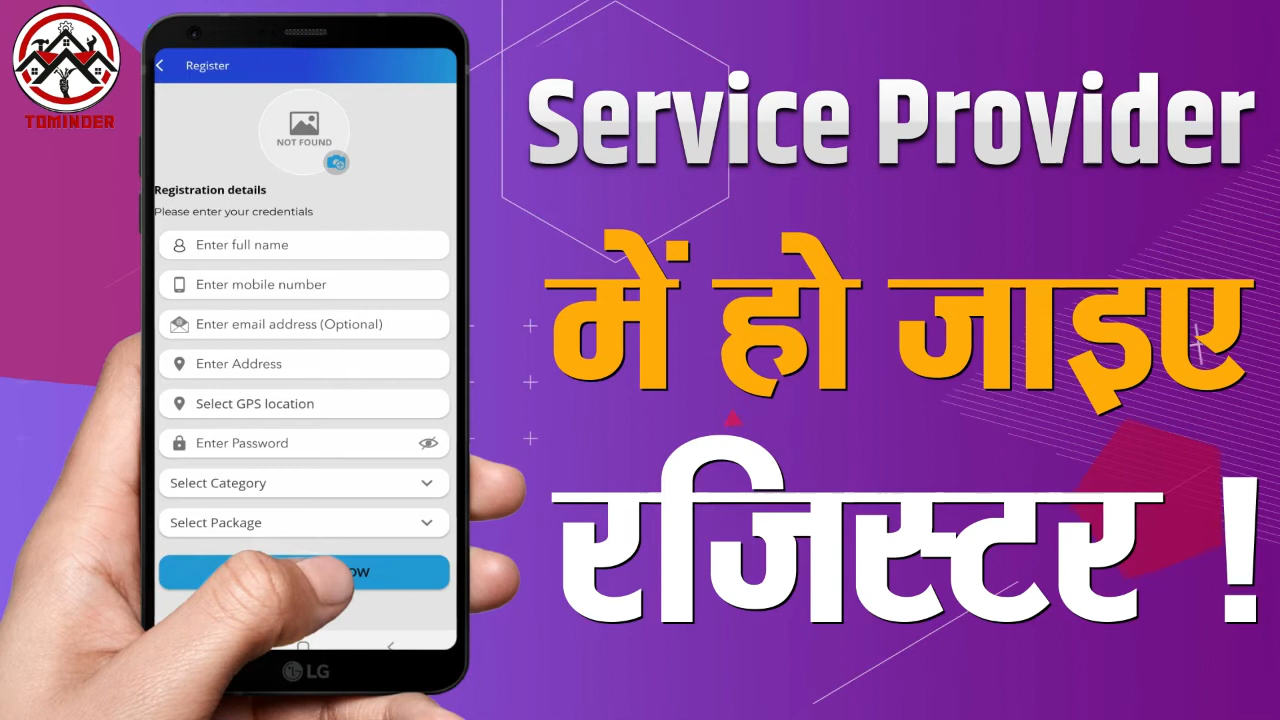 TOMINDER
Register
NOT FOUND
Registration details
Please enter your credentials
Enter full name
Enter mobile number
Enter email address (Optional)
Enter Address
Select GPS location
Enter Password
Select Category
Select Package
LG
Service Provider
में हो जाइए
रजिस्टर !